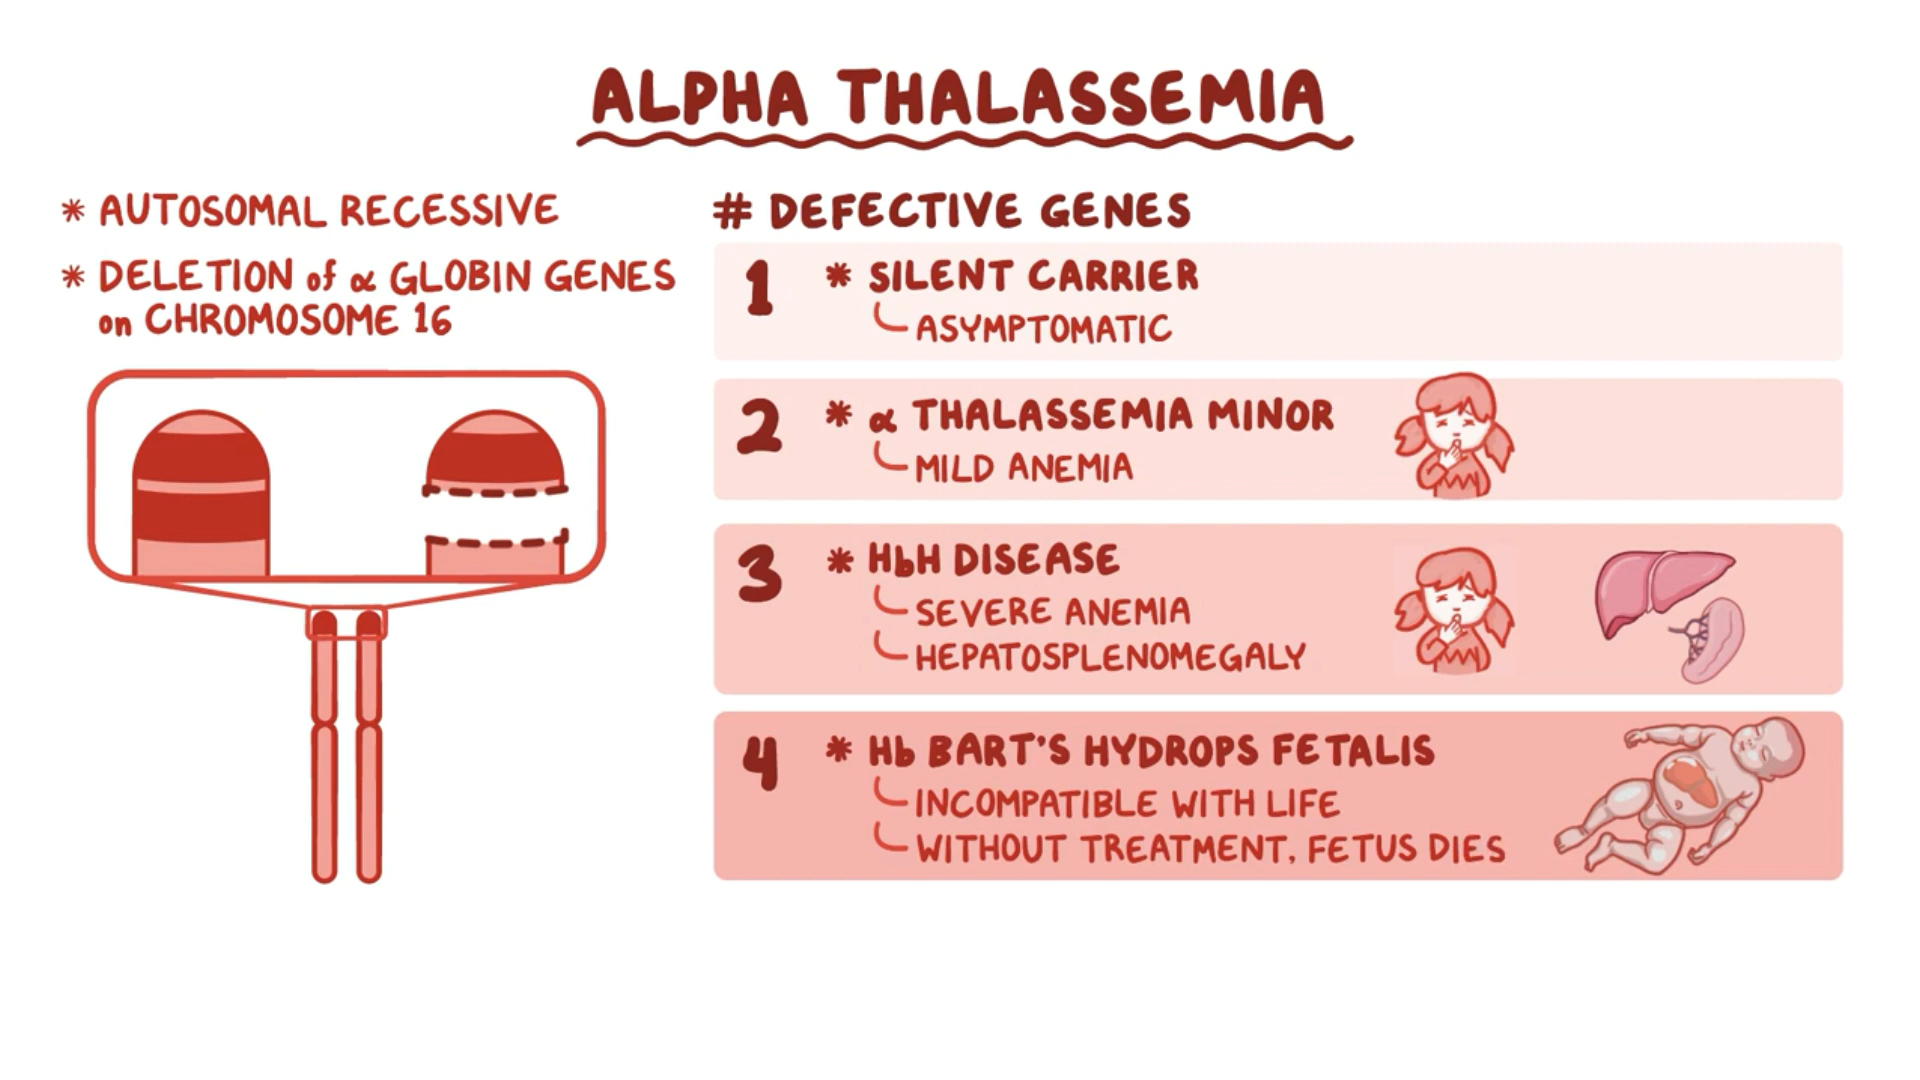 ALPHA THALASSEMIA
* AUTOSOMAL RECESSIVE
* DELETION of α GLOBIN GENES
on CHROMOSOME 16
# DEFECTIVE GENES
1 * SILENT CARRIER
ASYMPTOMATIC
2 * α THALASSEMIA MINOR
MILD ANEMIA
3 * HbH DISEASE
SEVERE ANEMIA
HEPATOSPLENOMEGALY
4 * Hb BART'S HYDROPS FETALIS
INCOMPATIBLE WITH LIFE
WITHOUT TREATMENT, FETUS DIES